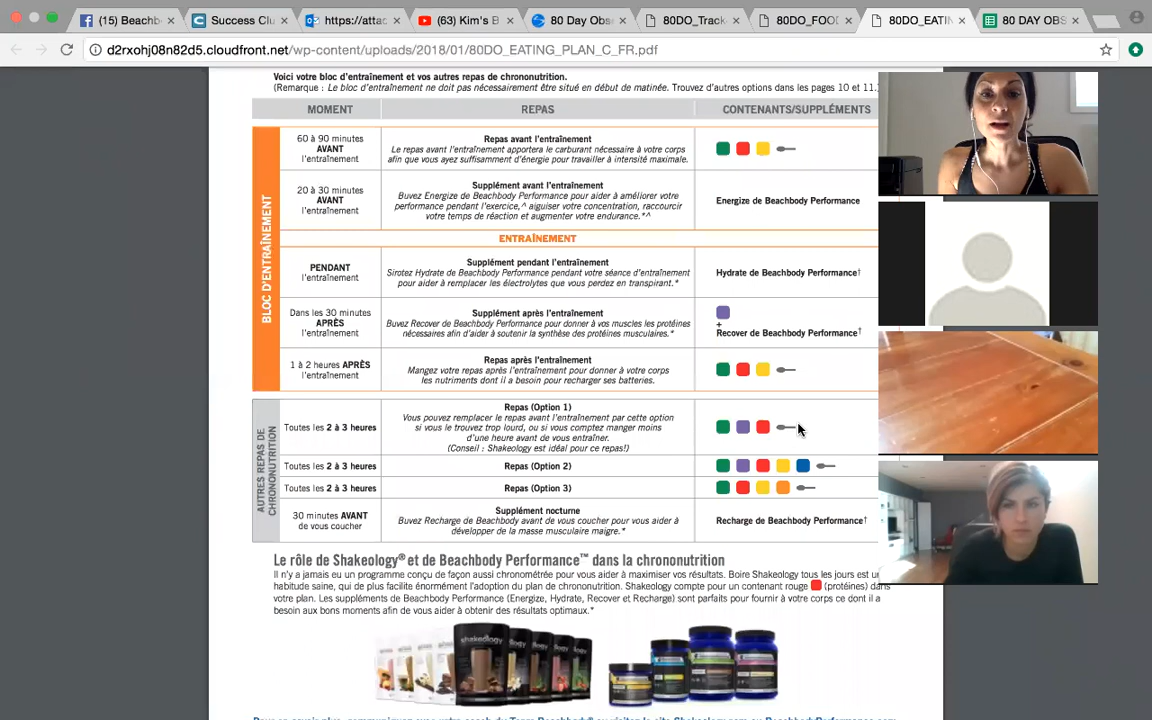 (15) Beachb
Success Clu
https://attac
(63) Kim's B
80 Day Obs
80DO_Track
80DO_FOO
80DO_EATIN
80 DAY OBS
d2rxohj08n82d5.cloudfront.net/wp-content/uploads/2018/01/80DO_EATING_PLAN_C_FR.pdf
Voici votre bloc d'entraînement et vos autres repas de chrononutrition.
(Remarque : Le bloc d'entraînement ne doit pas nécessairement être situé en début de matinée. Trouvez d'autres options dans les pages 10 et 11.
MOMENT REPAS CONTENANTS/SUPPLÉMENTS
BLOC D'ENTRAÎNEMENT
60 à 90 minutes
AVANT
l'entraînement
Repas avant l'entraînement
Le repas avant l'entraînement apportera le carburant nécessaire à votre corps
afin que vous ayez suffisamment d'énergie pour travailler à intensité maximale.
20 à 30 minutes
AVANT
l'entraînement
Supplément avant l'entraînement
Buvez Energize de Beachbody Performance pour aider à améliorer votre
performance pendant l'exercice,^ aiguiser votre concentration, raccourcir
votre temps de réaction et augmenter votre endurance.*^
Energize de Beachbody Performance
ENTRAÎNEMENT
PENDANT
l'entraînement
Supplément pendant l'entraînement
Sirotez Hydrate de Beachbody Performance pendant votre séance d'entraînement
pour aider à remplacer les électrolytes que vous perdez en transpirant.*
Hydrate de Beachbody Performance†
Dans les 30 minutes
APRÈS
l'entraînement
Supplément après l'entraînement
Buvez Recover de Beachbody Performance pour donner à vos muscles les protéines
nécessaires afin d'aider à soutenir la synthèse des protéines musculaires.*
+
Recover de Beachbody Performance†
1 à 2 heures APRÈS
l'entraînement
Repas après l'entraînement
Mangez votre repas après l'entraînement pour donner à votre corps
les nutriments dont il a besoin pour recharger ses batteries.
AUTRES REPAS DE
CHRONONUTRITION
Toutes les 2 à 3 heures
Repas (Option 1)
Vous pouvez remplacer le repas avant l'entraînement par cette option
si vous le trouvez trop lourd, ou si vous comptez manger moins
d'une heure avant de vous entraîner.
(Conseil : Shakeology est idéal pour ce repas!)
Toutes les 2 à 3 heures
Repas (Option 2)
Toutes les 2 à 3 heures
Repas (Option 3)
30 minutes AVANT
de vous coucher
Supplément nocturne
Buvez Recharge de Beachbody avant de vous coucher pour vous aider à
développer de la masse musculaire maigre.*
Recharge de Beachbody Performance†
Le rôle de Shakeology® et de Beachbody Performance™ dans la chrononutrition
Il n'y a jamais eu un programme conçu de façon aussi chronométrée pour vous aider à maximiser vos résultats. Boire Shakeology tous les jours est un
habitude saine, qui de plus facilite énormément l'adoption du plan de chrononutrition. Shakeology compte pour un contenant rouge (protéines) dans
votre plan. Les suppléments de Beachbody Performance (Energize, Hydrate, Recover et Recharge) sont parfaits pour fournir à votre corps ce dont il a
besoin aux bons moments afin de vous aider à obtenir des résultats optimaux.*
shakeology